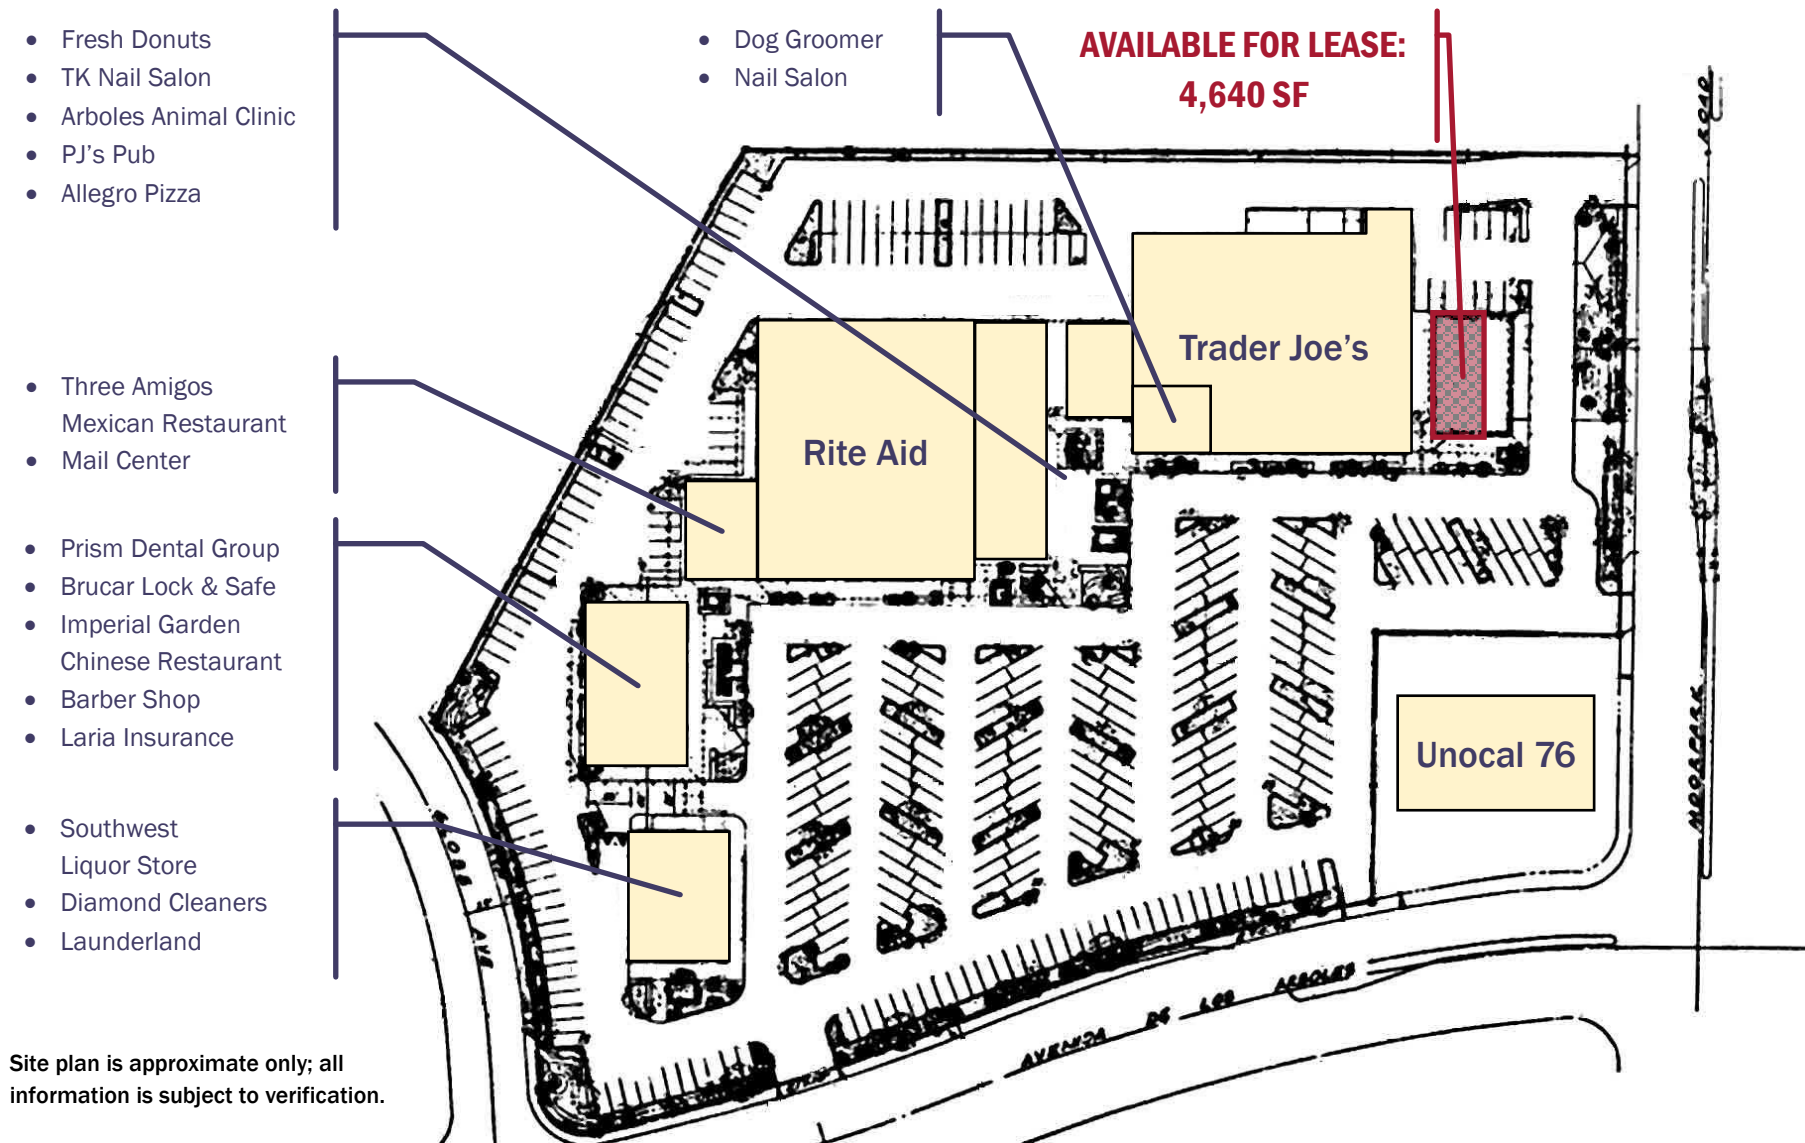 • Fresh Donuts
• TK Nail Salon
• Arboles Animal Clinic
• PJ's Pub
• Allegro Pizza
• Dog Groomer
• Nail Salon
AVAILABLE FOR LEASE:
4,640 SF
• Three Amigos
Mexican Restaurant
• Mail Center
• Prism Dental Group
• Brucar Lock & Safe
• Imperial Garden
Chinese Restaurant
• Barber Shop
• Laria Insurance
• Southwest
Liquor Store
• Diamond Cleaners
• Launderland
Trader Joe's
Rite Aid
Unocal 76
MOORPARK ROAD
AVENIDA DE LOS ARBOLES
AVE
Site plan is approximate only; all
information is subject to verification.